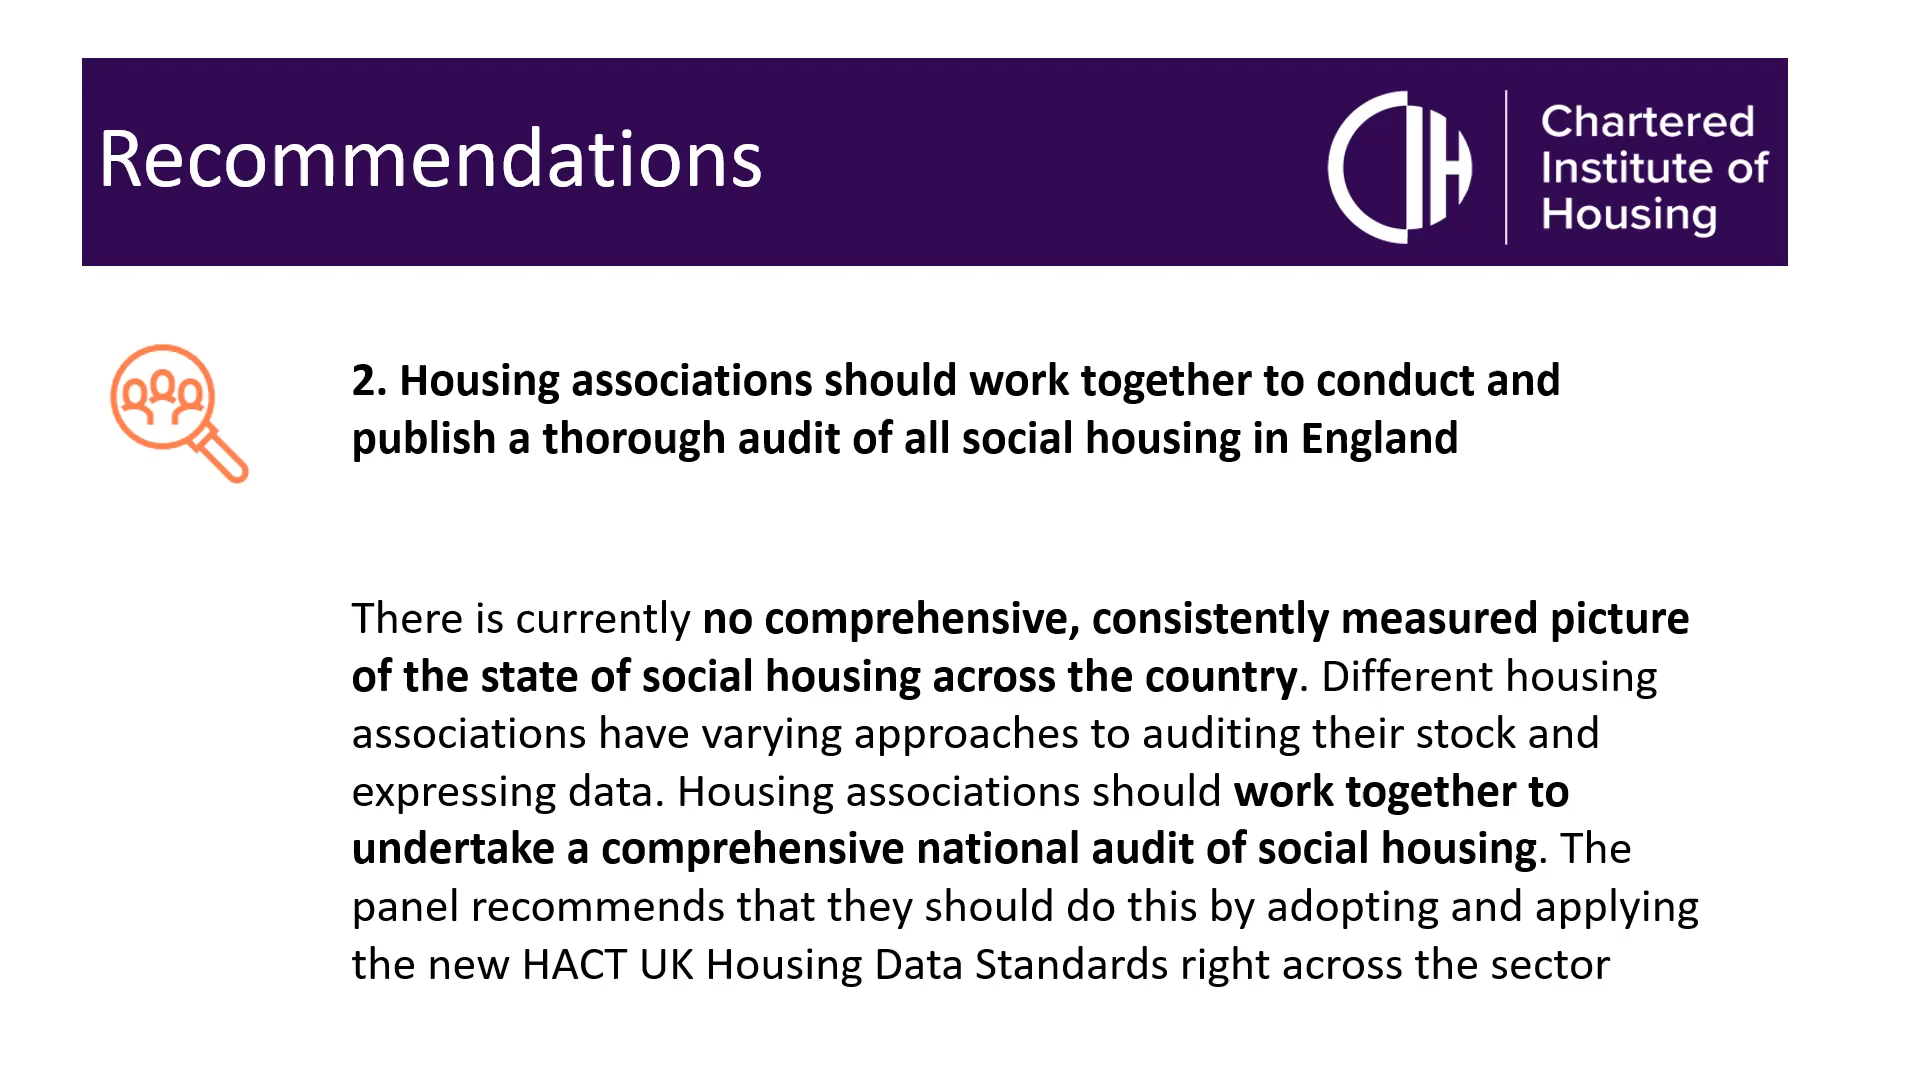 Recommendations
Chartered
Institute of
Housing
2. Housing associations should work together to conduct and
publish a thorough audit of all social housing in England
There is currently no comprehensive, consistently measured picture
of the state of social housing across the country. Different housing
associations have varying approaches to auditing their stock and
expressing data. Housing associations should work together to
undertake a comprehensive national audit of social housing. The
panel recommends that they should do this by adopting and applying
the new HACT UK Housing Data Standards right across the sector